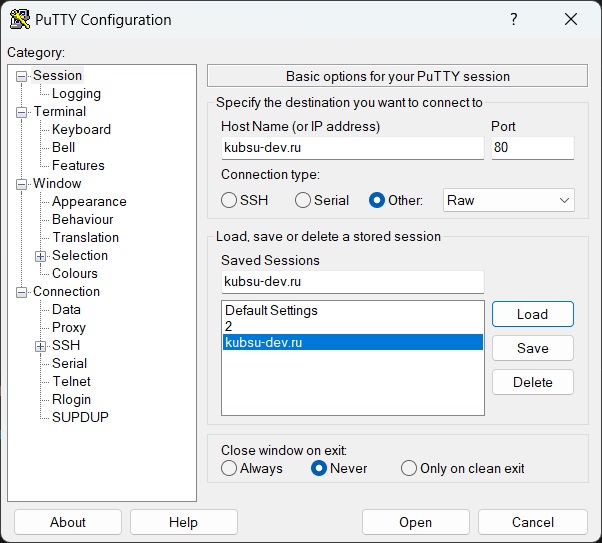 PuTTY Configuration
Category:
Session
Logging
Terminal
Keyboard
Bell
Features
Window
Appearance
Behaviour
Translation
Selection
Colours
Connection
Data
Proxy
SSH
Serial
Telnet
Rlogin
SUPDUP
Basic options for your PuTTY session
Specify the destination you want to connect to
Host Name (or IP address) Port
kubsu-dev.ru 80
Connection type:
SSH Serial Other: Raw
Load, save or delete a stored session
Saved Sessions
kubsu-dev.ru
Default Settings
2
kubsu-dev.ru
Load
Save
Delete
Close window on exit:
Always Never Only on clean exit
About Help Open Cancel